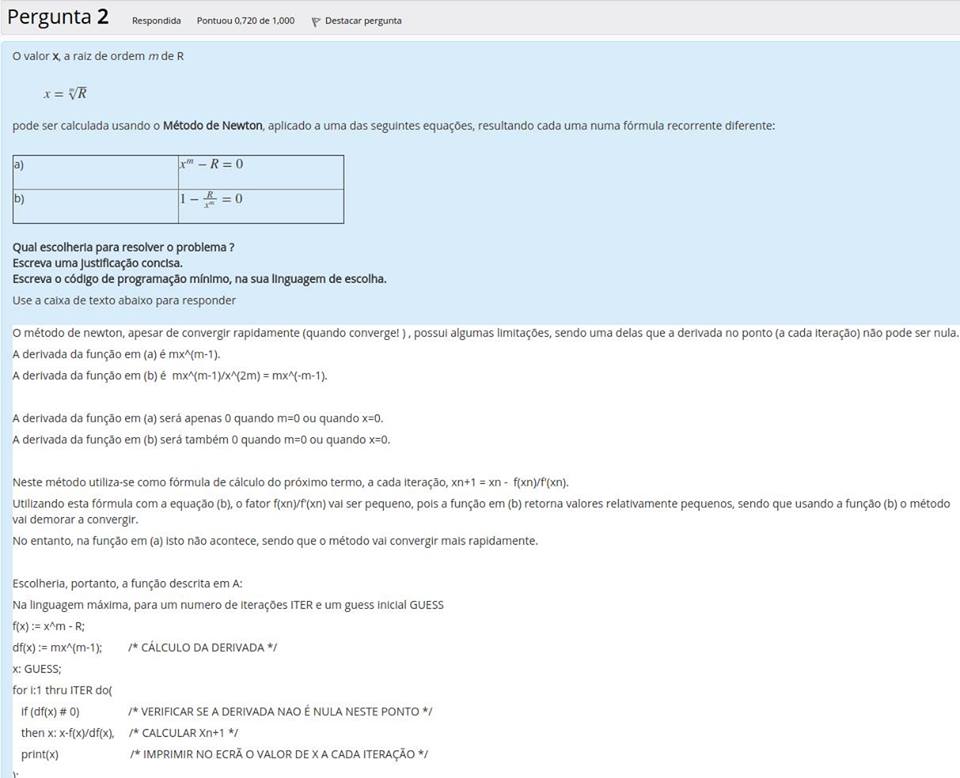 Pergunta 2 Respondida Pontuou 0,720 de 1,000 Destacar pergunta
O valor x, a raiz de ordem m de R
x = \sqrt[m]{R}
pode ser calculada usando o Método de Newton, aplicado a uma das seguintes equações, resultando cada uma numa fórmula recorrente diferente:
a) x^m − R = 0
b) 1 − \frac{R}{x^m} = 0
Qual escolheria para resolver o problema ?
Escreva uma justificação concisa.
Escreva o código de programação mínimo, na sua linguagem de escolha.
Use a caixa de texto abaixo para responder
O método de newton, apesar de convergir rapidamente (quando converge! ) , possui algumas limitações, sendo uma delas que a derivada no ponto (a cada iteração) não pode ser nula.
A derivada da função em (a) é mx^(m-1).
A derivada da função em (b) é mx^(m-1)/x^(2m) = mx^(-m-1).
A derivada da função em (a) será apenas 0 quando m=0 ou quando x=0.
A derivada da função em (b) será também 0 quando m=0 ou quando x=0.
Neste método utiliza-se como fórmula de cálculo do próximo termo, a cada iteração, xn+1 = xn - f(xn)/f'(xn).
Utilizando esta fórmula com a equação (b), o fator f(xn)/f'(xn) vai ser pequeno, pois a função em (b) retorna valores relativamente pequenos, sendo que usando a função (b) o método
vai demorar a convergir.
No entanto, na função em (a) isto não acontece, sendo que o método vai convergir mais rapidamente.
Escolheria, portanto, a função descrita em A:
Na linguagem máxima, para um numero de iterações ITER e um guess inicial GUESS
f(x) := x^m - R;
df(x) := mx^(m-1); /* CÁLCULO DA DERIVADA */
x: GUESS;
for i:1 thru ITER do(
if (df(x) # 0) /* VERIFICAR SE A DERIVADA NAO É NULA NESTE PONTO */
then x: x-f(x)/df(x), /* CALCULAR Xn+1 */
print(x) /* IMPRIMIR NO ECRÃ O VALOR DE X A CADA ITERAÇÃO */
);